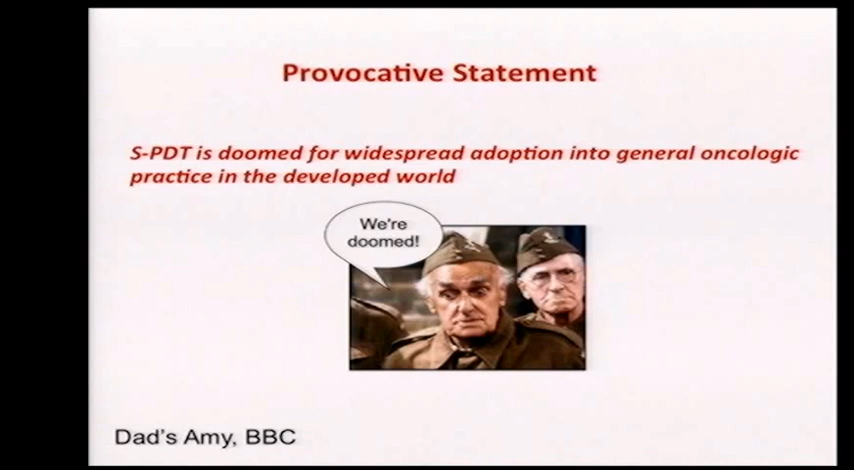 Provocative Statement
S-PDT is doomed for widespread adoption into general oncologic
practice in the developed world
We're
doomed!
Dad's Amy, BBC